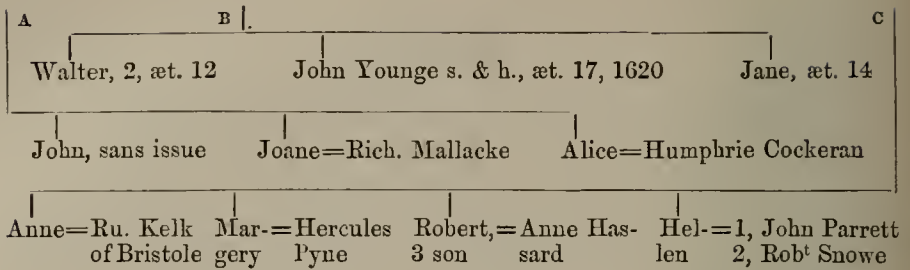 A B C
Walter, 2, æt. 12 John Younge s. & h., æt. 17, 1620 Jane, æt. 14
John, sans issue Joane=Rich. Mallacke Alice=Humphrie Cockeran
Anne=Ru. Kelk Mar-=Hercules Robert,=Anne Has- Hel-=1, John Parrett
of Bristole gery Pyne 3 son sard len 2, Robᵗ Snowe